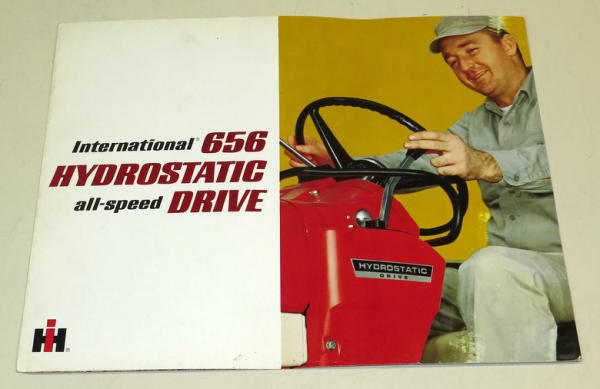 International® 656
HYDROSTATIC
all-speed DRIVE
HYDROSTATIC
DRIVE
IH®